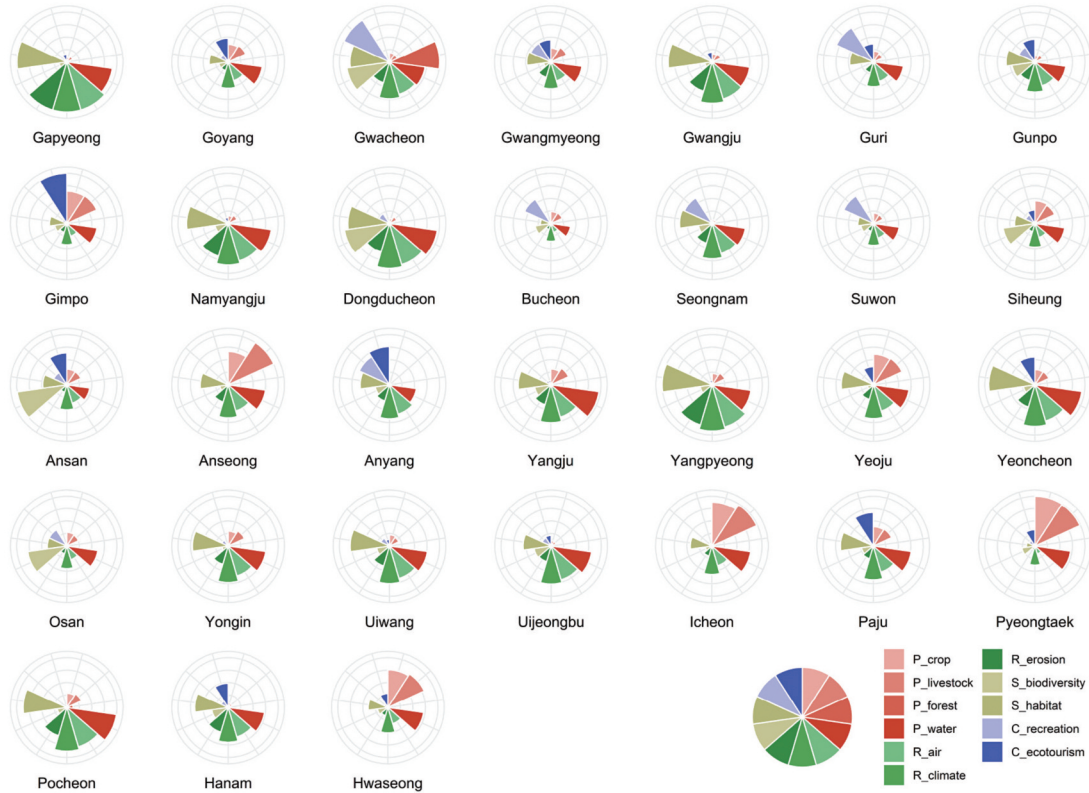 Gapyeong Goyang Gwacheon Gwangmyeong Gwangju Guri Gunpo
Gimpo Namyangju Dongducheon Bucheon Seongnam Suwon Siheung
Ansan Anseong Anyang Yangju Yangpyeong Yeoju Yeoncheon
Osan Yongin Uiwang Uijeongbu Icheon Paju Pyeongtaek
Pocheon Hanam Hwaseong
P_crop R_erosion
P_livestock S_biodiversity
P_forest S_habitat
P_water C_recreation
R_air C_ecotourism
R_climate